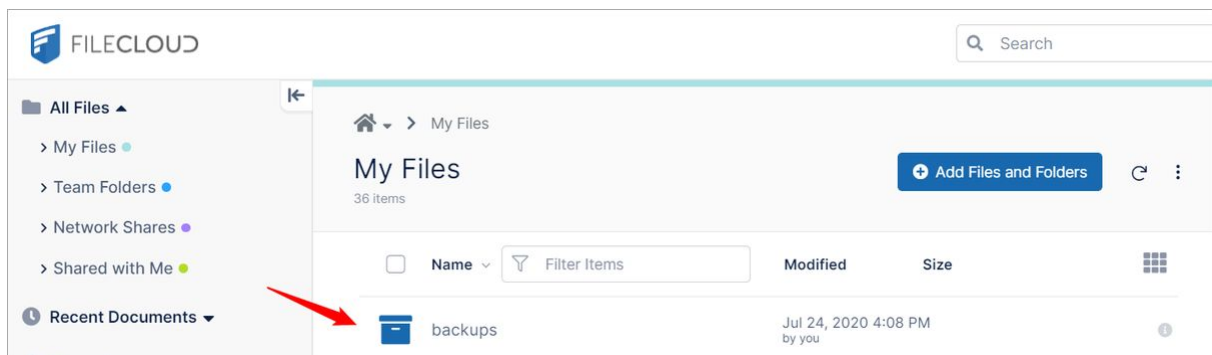 FILECLOUD
Search
All Files
My Files
Team Folders
Network Shares
Shared with Me
Recent Documents
My Files
My Files
36 items
Add Files and Folders
Name
Filter Items
Modified
Size
backups
Jul 24, 2020 4:08 PM
by you